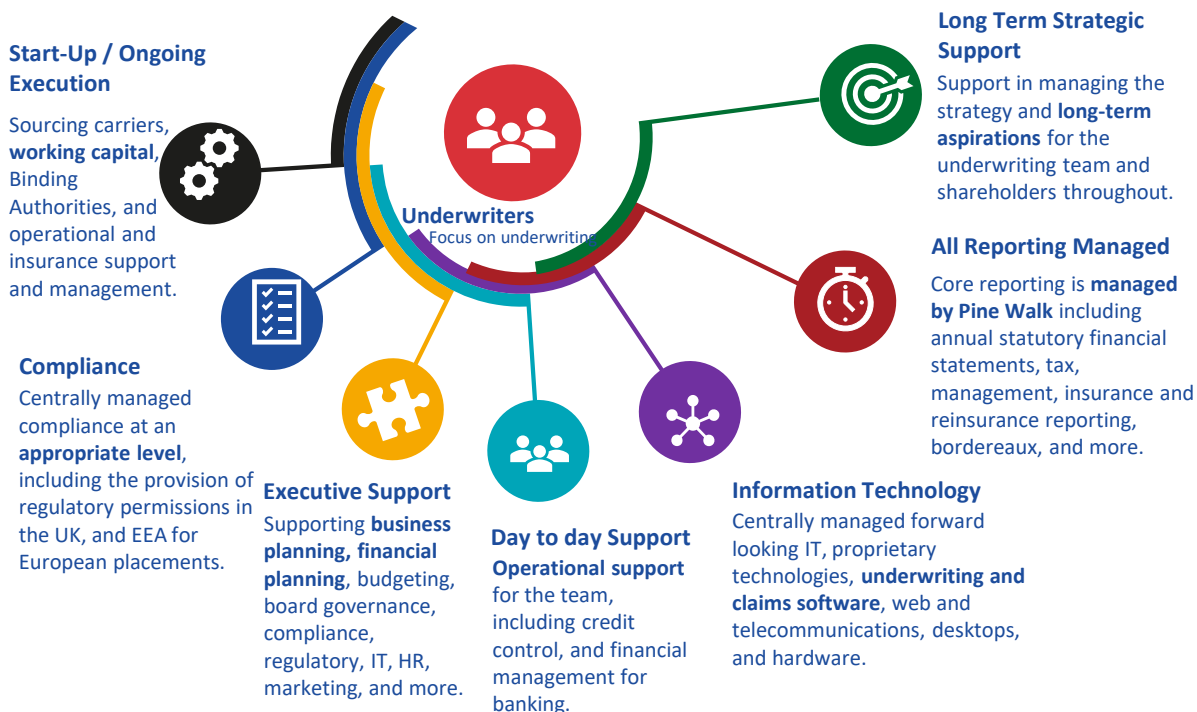 Start-Up / Ongoing
Execution
Sourcing carriers,
working capital,
Binding
Authorities, and
operational and
insurance support
and management.
Compliance
Centrally managed
compliance at an
appropriate level,
including the provision of
regulatory permissions in
the UK, and EEA for
European placements.
Executive Support
Supporting business
planning, financial
planning, budgeting,
board governance,
compliance,
regulatory, IT, HR,
marketing, and more.
Underwriters
Focus on underwriting
Day to day Support
Operational support
for the team,
including credit
control, and financial
management for
banking.
Information Technology
Centrally managed forward
looking IT, proprietary
technologies, underwriting and
claims software, web and
telecommunications, desktops,
and hardware.
All Reporting Managed
Core reporting is managed
by Pine Walk including
annual statutory financial
statements, tax,
management, insurance and
reinsurance reporting,
bordereaux, and more.
Long Term Strategic
Support
Support in managing the
strategy and long-term
aspirations for the
underwriting team and
shareholders throughout.